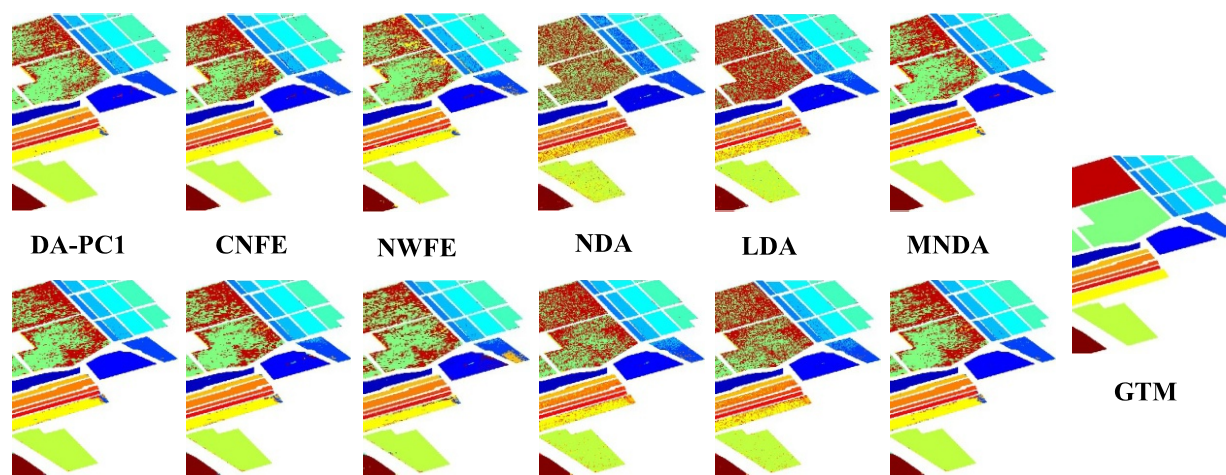 DA-PC1
CNFE
NWFE
NDA
LDA
MNDA
GTM